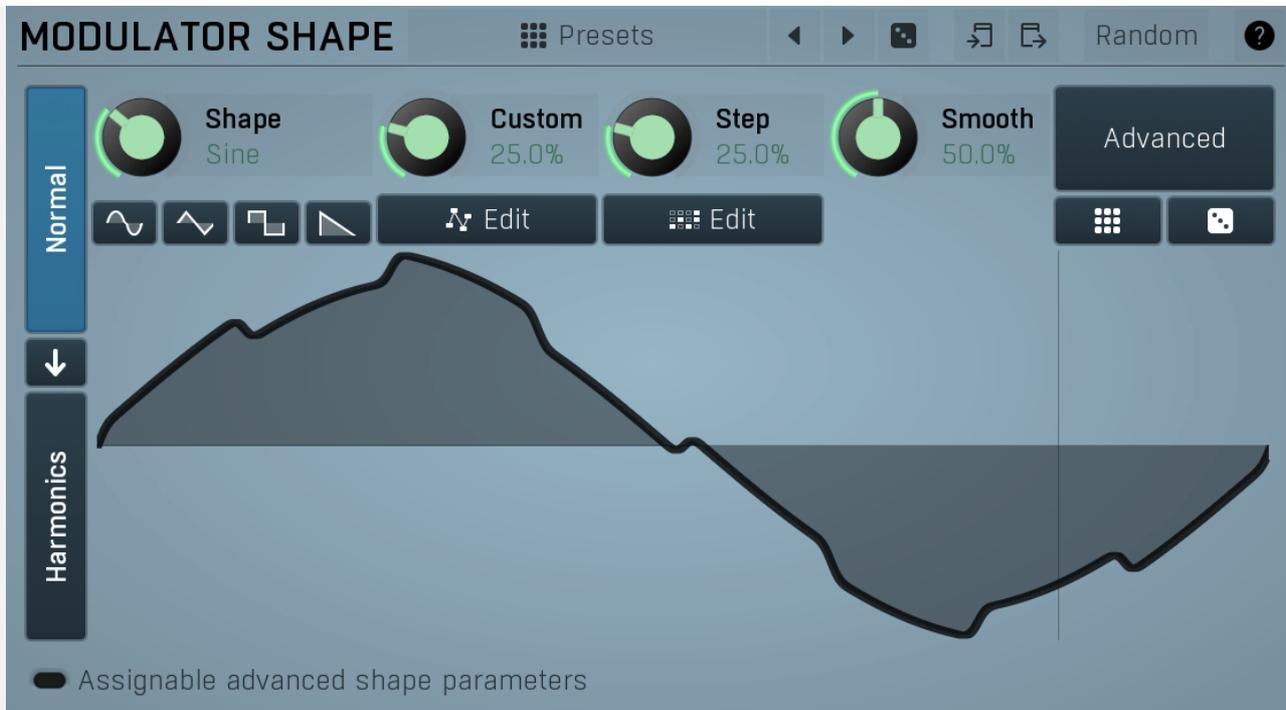 MODULATOR SHAPE Presets Random ?
Shape Custom Step Smooth Advanced
Sine 25.0% 25.0% 50.0%
Edit Edit
Normal
Harmonics
Assignable advanced shape parameters